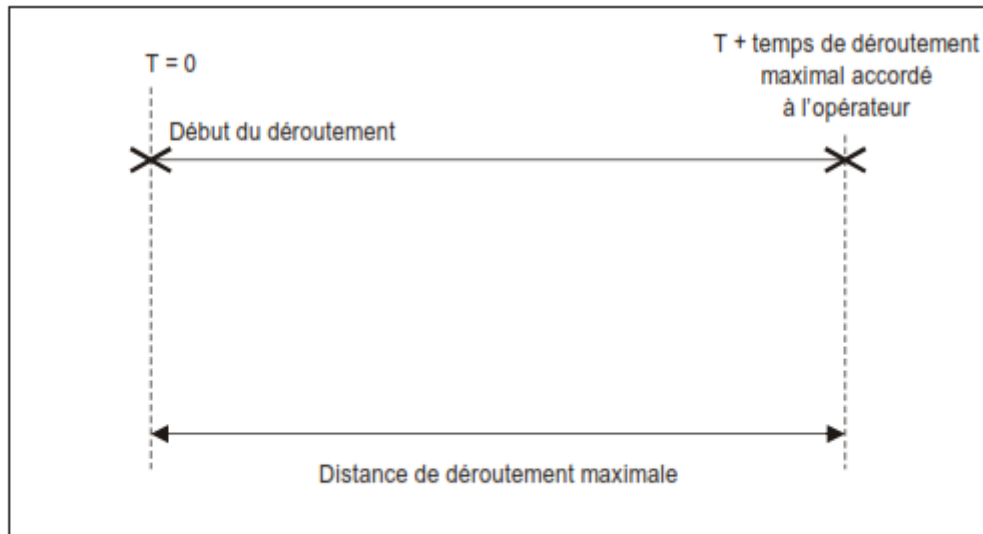 T = 0
T + temps de déroutement
maximal accordé
à l'opérateur
Début du déroutement
Distance de déroutement maximale